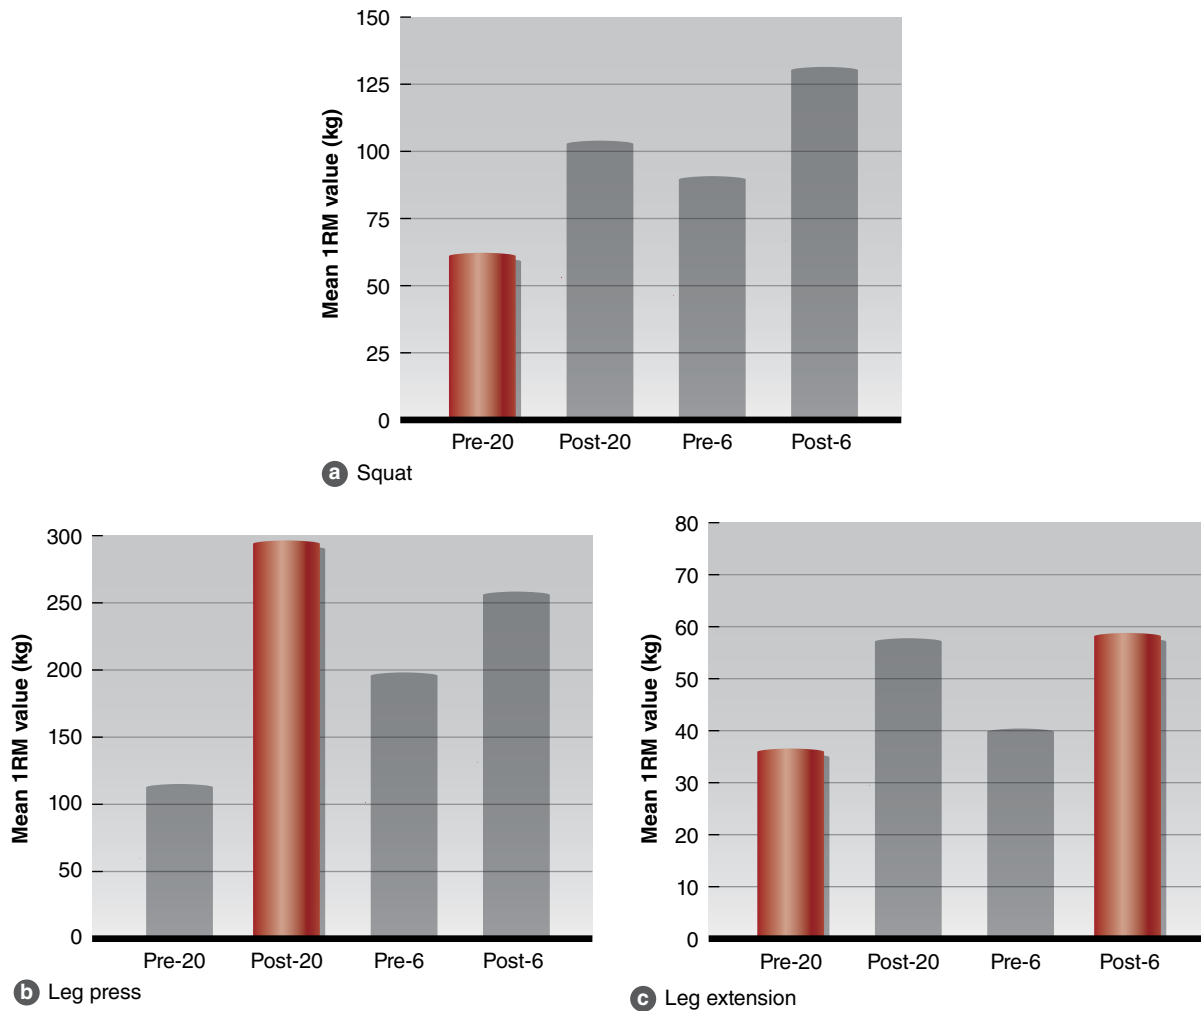 150
125
100
75
50
25
0
Mean 1RM value (kg)
Pre-20 Post-20 Pre-6 Post-6
a Squat
300
250
200
150
100
50
0
Mean 1RM value (kg)
Pre-20 Post-20 Pre-6 Post-6
b Leg press
80
70
60
50
40
30
20
10
0
Mean 1RM value (kg)
Pre-20 Post-20 Pre-6 Post-6
c Leg extension